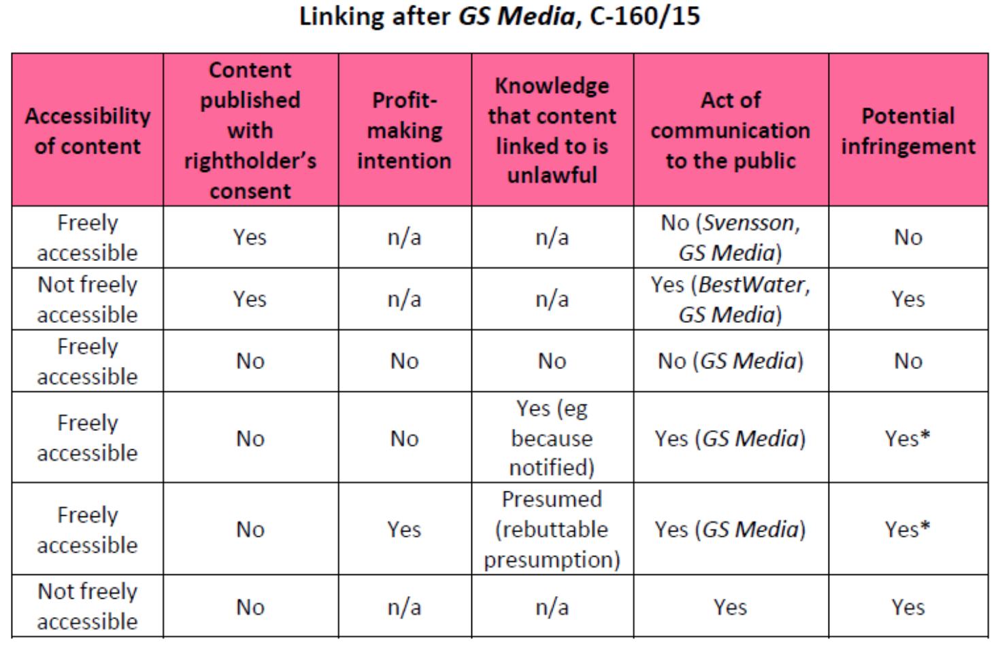 Linking after GS Media, C-160/15
Accessibility
of content
Content
published
with
rightholder's
consent
Profit-
making
intention
Knowledge
that content
linked to is
unlawful
Act of
communication
to the public
Potential
infringement
Freely
accessible
Yes
n/a
n/a
No (Svensson,
GS Media)
No
Not freely
accessible
Yes
n/a
n/a
Yes (BestWater,
GS Media)
Yes
Freely
accessible
No
No
No
No (GS Media)
No
Freely
accessible
No
No
Yes (eg
because
notified)
Yes (GS Media)
Yes*
Freely
accessible
No
Yes
Presumed
(rebuttable
presumption)
Yes (GS Media)
Yes*
Not freely
accessible
No
n/a
n/a
Yes
Yes